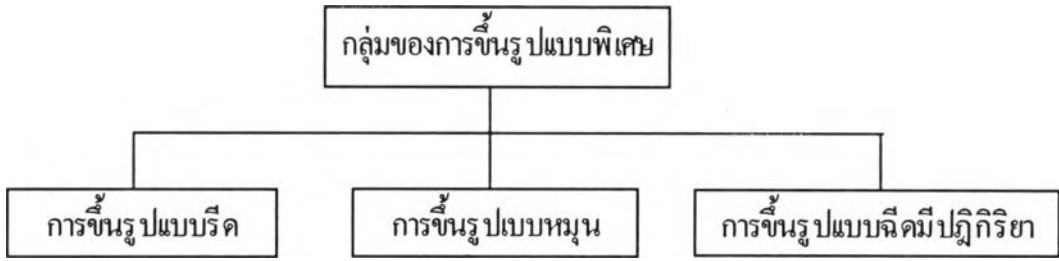 กลุ่มของการขึ้นรูปแบบพิเศษ
การขึ้นรูปแบบรีด
การขึ้นรูปเบบหมุน
การขึ้นรูปแบบฉีดมีปฎิกิริยา